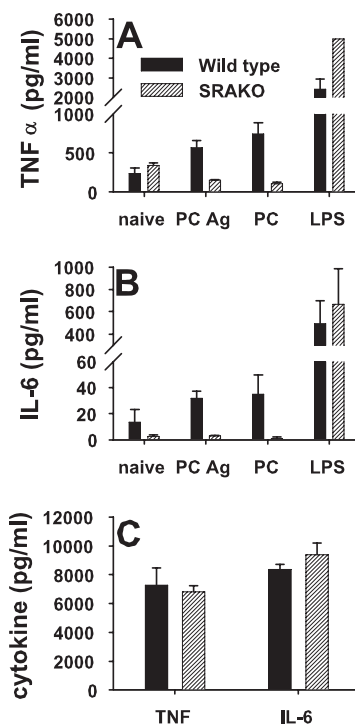 A
TNF α (pg/ml)
6000
5000
4000
3000
2000
1000
500
0
Wild type
SRAKO
naive PC Ag PC LPS
B
IL-6 (pg/ml)
1000
800
600
400
60
40
20
0
naive PC Ag PC LPS
C
cytokine (pg/ml)
12000
10000
8000
6000
4000
2000
0
TNF IL-6